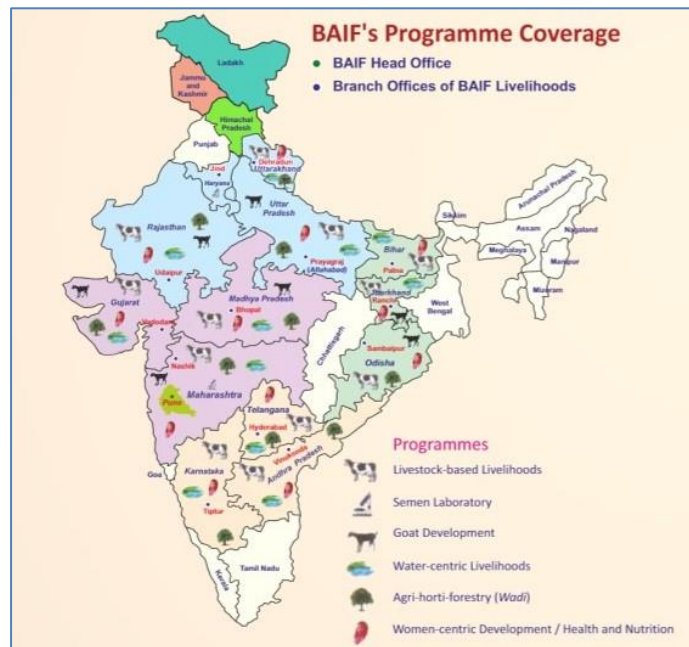 BAIF's Programme Coverage
BAIF Head Office
Branch Offices of BAIF Livelihoods
Ladakh
Jammu
and
Kashmir
Himachal
Pradesh
Punjab
Dehradun
Uttarakhand
Jind
Haryana
Uttar
Pradesh
Rajasthan
Prayagraj
(Allahabad)
Udaipur
Bihar
Jharkhand
Ranchi
Sikkim
Arunachal Pradesh
Assam
Nagaland
Meghalaya
Manipur
Mizoram
West
Bengal
Gujarat
Vadodara
Madhya Pradesh
Bhopal
Chhattisgarh
Sambalpur
Odisha
Nashik
Pune
Maharashtra
Telangana
Hyderabad
Andhra Pradesh
Goa
Karnataka
Tiptur
Kerala
Tamil Nadu
Programmes
Livestock-based Livelihoods
Semen Laboratory
Goat Development
Water-centric Livelihoods
Agri-horti-forestry (Wadi)
Women-centric Development / Health and Nutrition